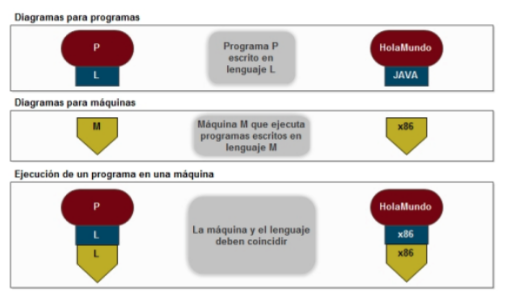 Diagramas para programas
P
L
Programa P
escrito en
lenguaje L
HolaMundo
JAVA
Diagramas para máquinas
M
Máquina M que ejecuta
programas escritos en
lenguaje M
x86
Ejecución de un programa en una máquina
P
L
L
La máquina y el lenguaje
deben coincidir
HolaMundo
x86
x86